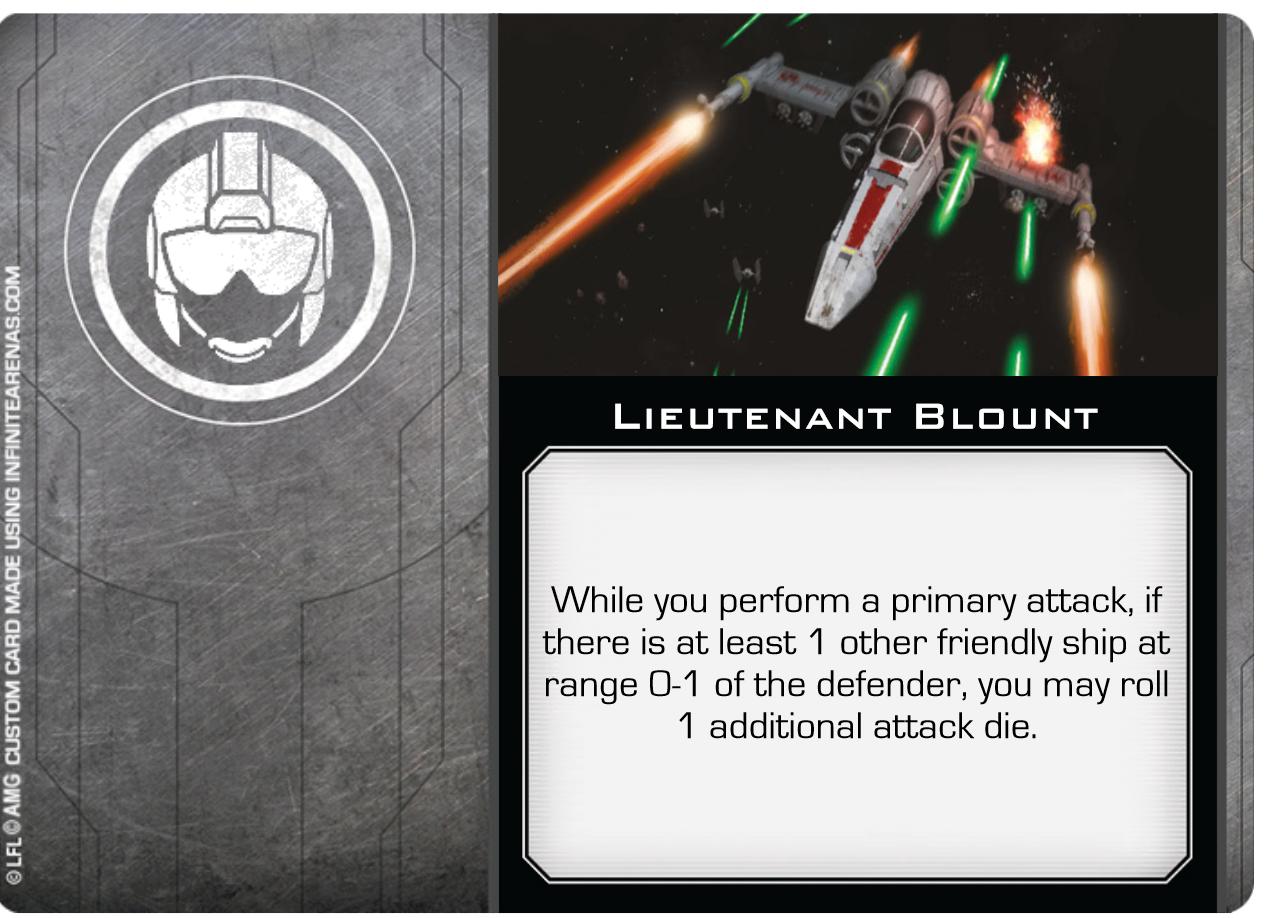 Lieutenant Blount
While you perform a primary attack, if
there is at least 1 other friendly ship at
range 0-1 of the defender, you may roll
1 additional attack die.
© LFL © AMG CUSTOM CARD MADE USING INFINITEARENAS.COM